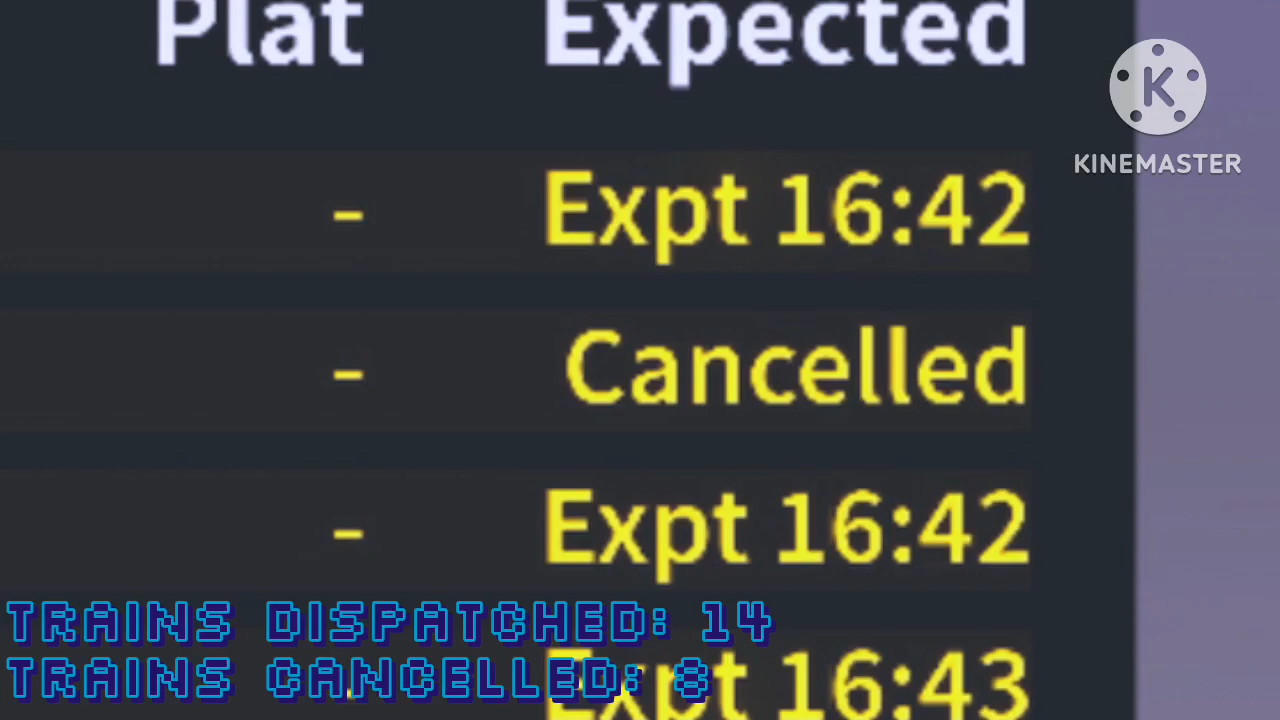 Plat Expected
K
KINEMASTER
- Expt 16:42
- Cancelled
- Expt 16:42
TRAINS DISPATCHED: 14
Expt 16:43
TRAINS CANCELLED: 8